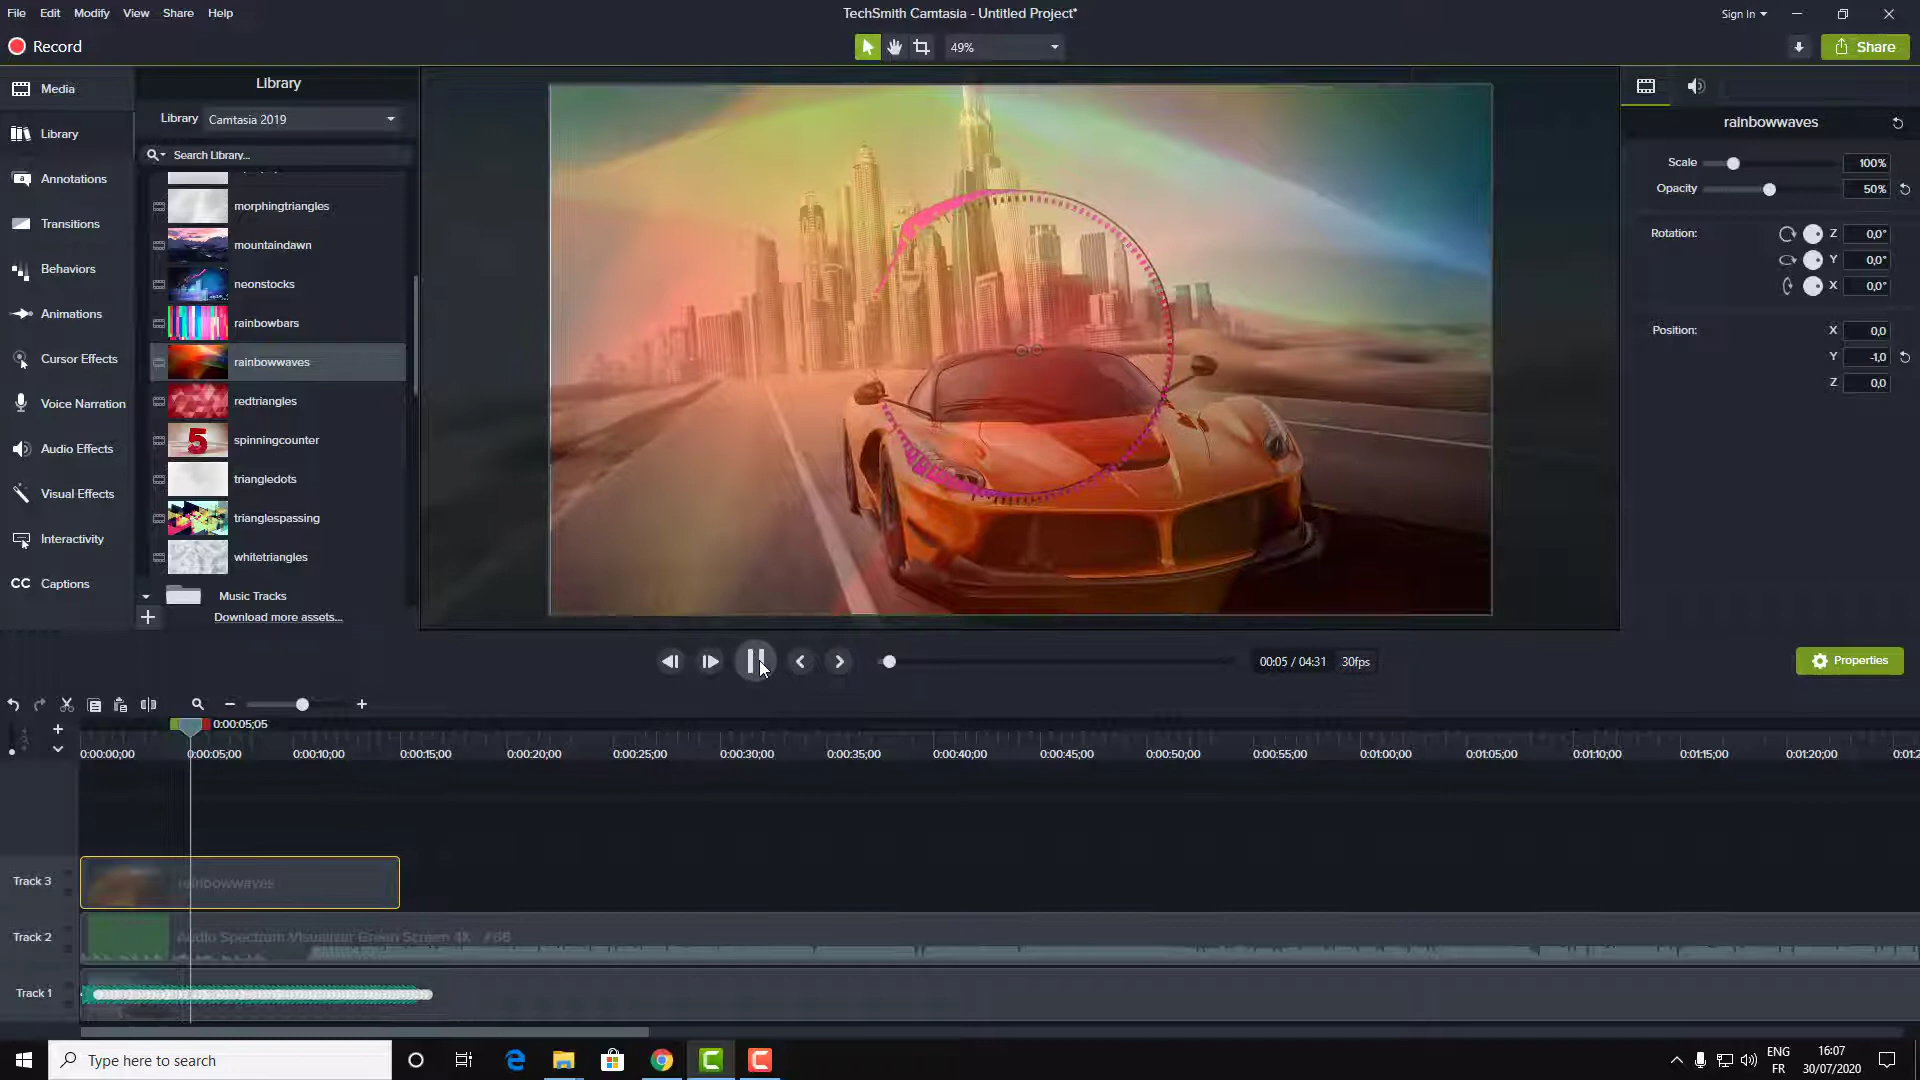 File Edit Modify View Share Help
TechSmith Camtasia - Untitled Project*
Sign In
Record
49%
Share
Media
Library
Annotations
Transitions
Behaviors
Animations
Cursor Effects
Voice Narration
Audio Effects
Visual Effects
Interactivity
CC Captions
Library
Library Camtasia 2019
Search Library...
morphingtriangles
mountaindawn
neonstocks
rainbowbars
rainbowwaves
redtriangles
5 spinningcounter
triangledots
trianglespassing
whitetriangles
Music Tracks
Download more assets...
rainbowwaves
Scale 100%
Opacity 50%
Rotation: Z 0,0°
Y 0,0°
X 0,0°
Position: X 0,0
Y -1,0
Z 0,0
00:05 / 04:31 30fps
Properties
0:00:05;05
0:00:00;00 0:00:05;00 0:00:10;00 0:00:15;00 0:00:20;00 0:00:25;00 0:00:30;00 0:00:35;00 0:00:40;00 0:00:45;00 0:00:50;00 0:00:55;00 0:01:00;00 0:01:05;00 0:01:10;00 0:01:15;00 0:01:20;00
Track 3 rainbowwaves
Track 2 Audio Spectrum Visualiser Green Screen 4K #66
Track 1
Type here to search
ENG
FR
16:07
30/07/2020